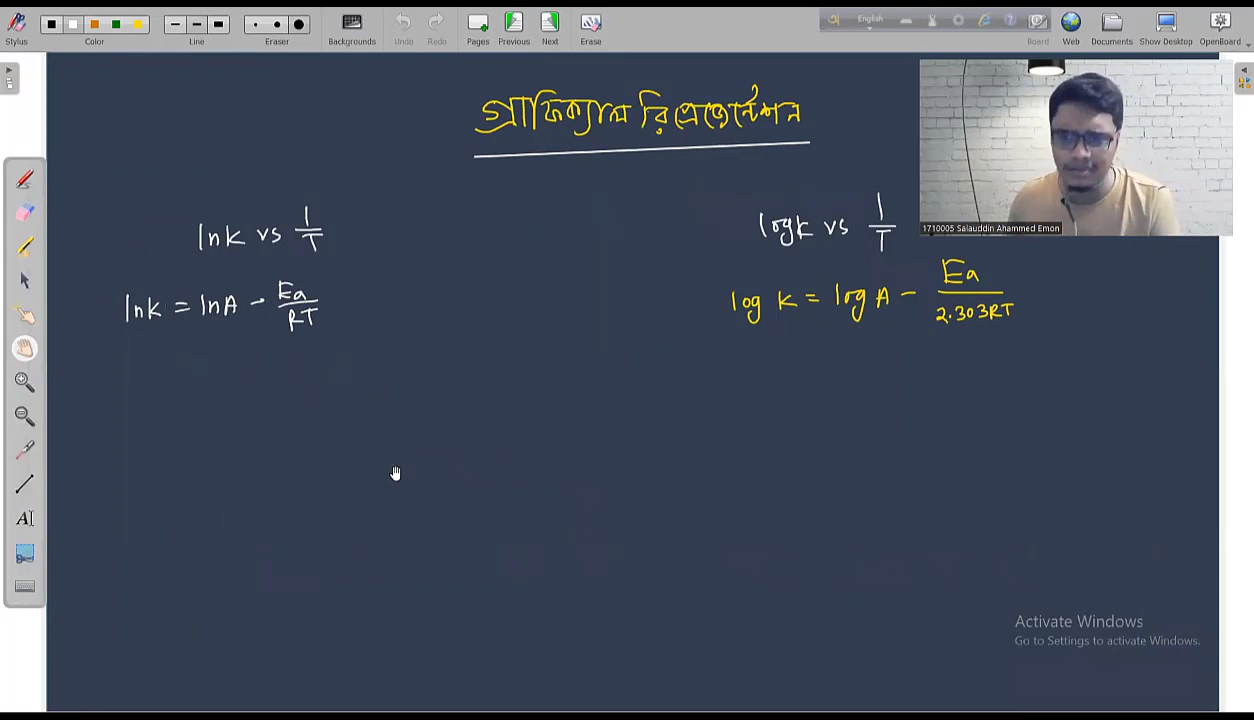 Stylus Color Line Eraser Backgrounds Undo Redo Pages Previous Next Erase
English
Board Web Documents Show Desktop OpenBoard
গ্রাফিক্যাল রিপ্রেজেন্টেশন
lnk vs 1/T
logk vs 1/T
lnk = lnA - Ea/RT
log k = log A - Ea/2.303RT
1710005 Salauddin Ahammed Emon
Activate Windows
Go to Settings to activate Windows.